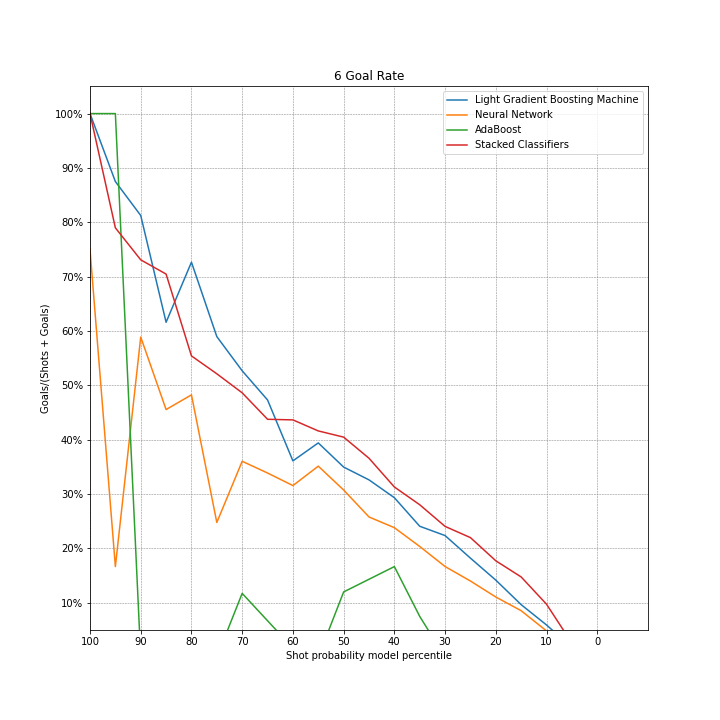 6 Goal Rate
Light Gradient Boosting Machine
Neural Network
AdaBoost
Stacked Classifiers
100%
90%
80%
70%
60%
50%
40%
30%
20%
10%
Goals/(Shots + Goals)
100 90 80 70 60 50 40 30 20 10 0
Shot probability model percentile